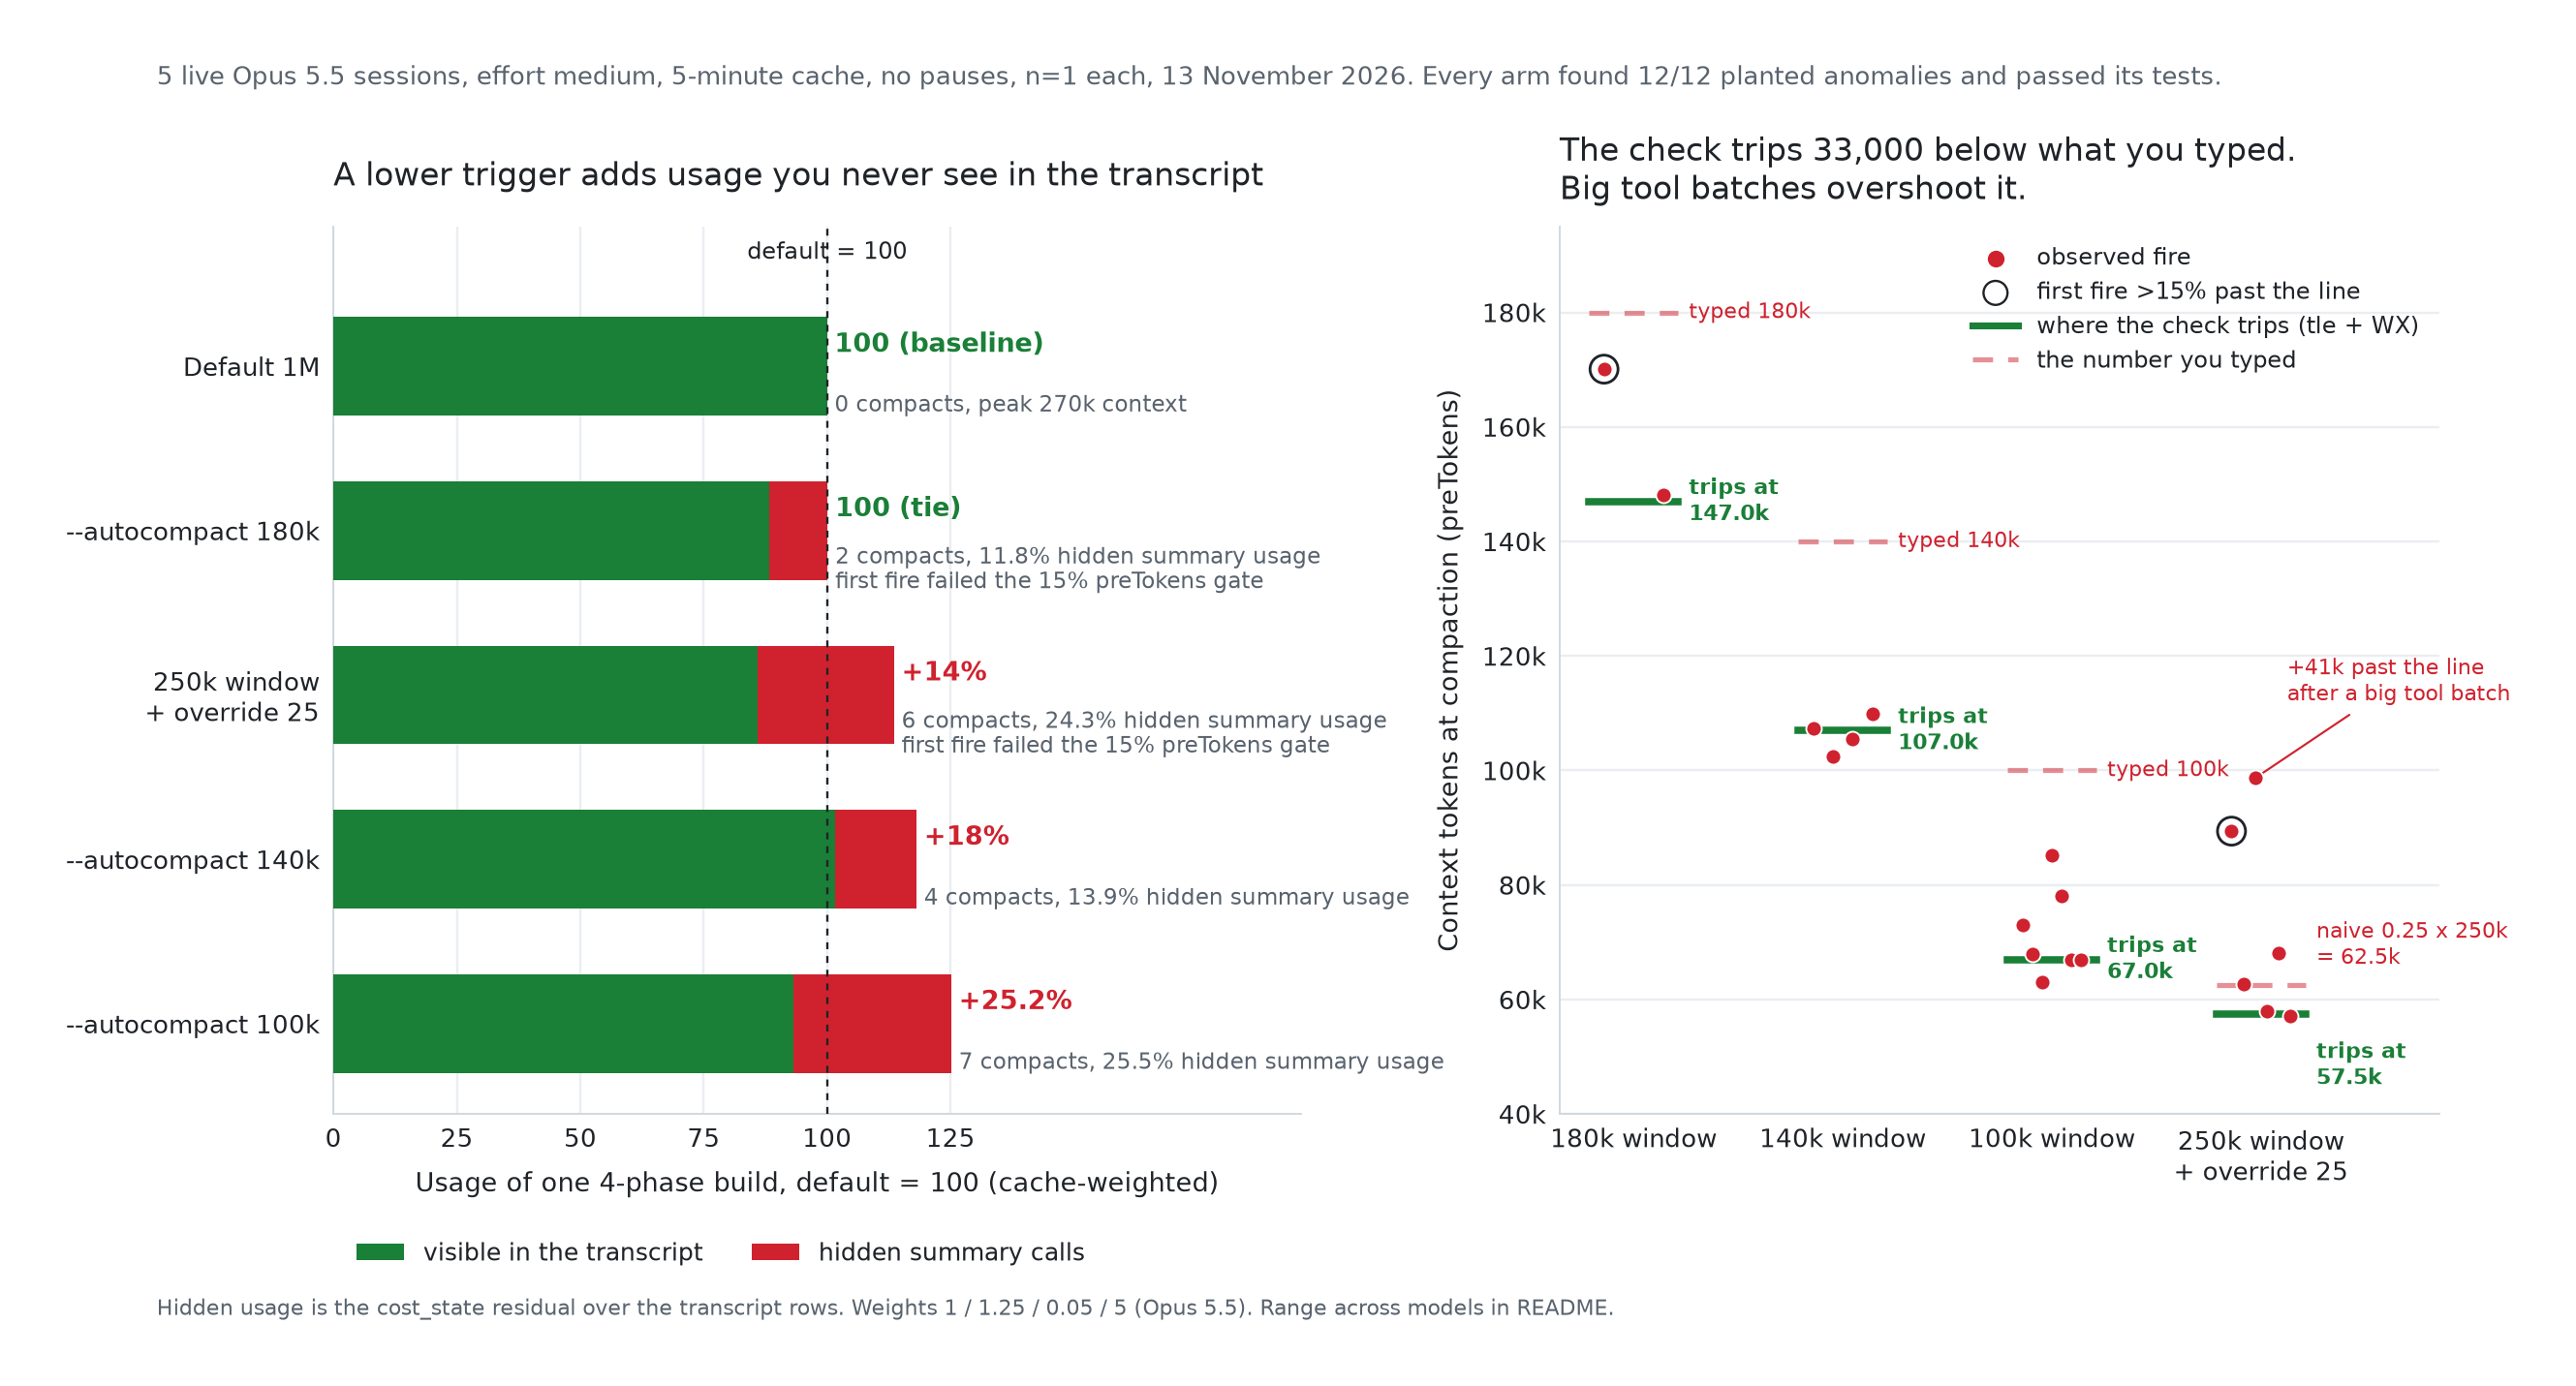 5 live Opus 5.5 sessions, effort medium, 5-minute cache, no pauses, n=1 each, 13 November 2026. Every arm found 12/12 planted anomalies and passed its tests.
A lower trigger adds usage you never see in the transcript
default = 100
Default 1M
100 (baseline)
0 compacts, peak 270k context
--autocompact 180k
100 (tie)
2 compacts, 11.8% hidden summary usage
first fire failed the 15% preTokens gate
250k window
+ override 25
+14%
6 compacts, 24.3% hidden summary usage
first fire failed the 15% preTokens gate
--autocompact 140k
+18%
4 compacts, 13.9% hidden summary usage
--autocompact 100k
+25.2%
7 compacts, 25.5% hidden summary usage
0 25 50 75 100 125
Usage of one 4-phase build, default = 100 (cache-weighted)
visible in the transcript
hidden summary calls
The check trips 33,000 below what you typed.
Big tool batches overshoot it.
observed fire
first fire >15% past the line
where the check trips (tle + WX)
the number you typed
Context tokens at compaction (preTokens)
180k
160k
140k
120k
100k
80k
60k
40k
typed 180k
trips at
147.0k
typed 140k
trips at
107.0k
typed 100k
trips at
67.0k
+41k past the line
after a big tool batch
naive 0.25 x 250k
= 62.5k
trips at
57.5k
180k window
140k window
100k window
250k window
+ override 25
Hidden usage is the cost_state residual over the transcript rows. Weights 1 / 1.25 / 0.05 / 5 (Opus 5.5). Range across models in README.